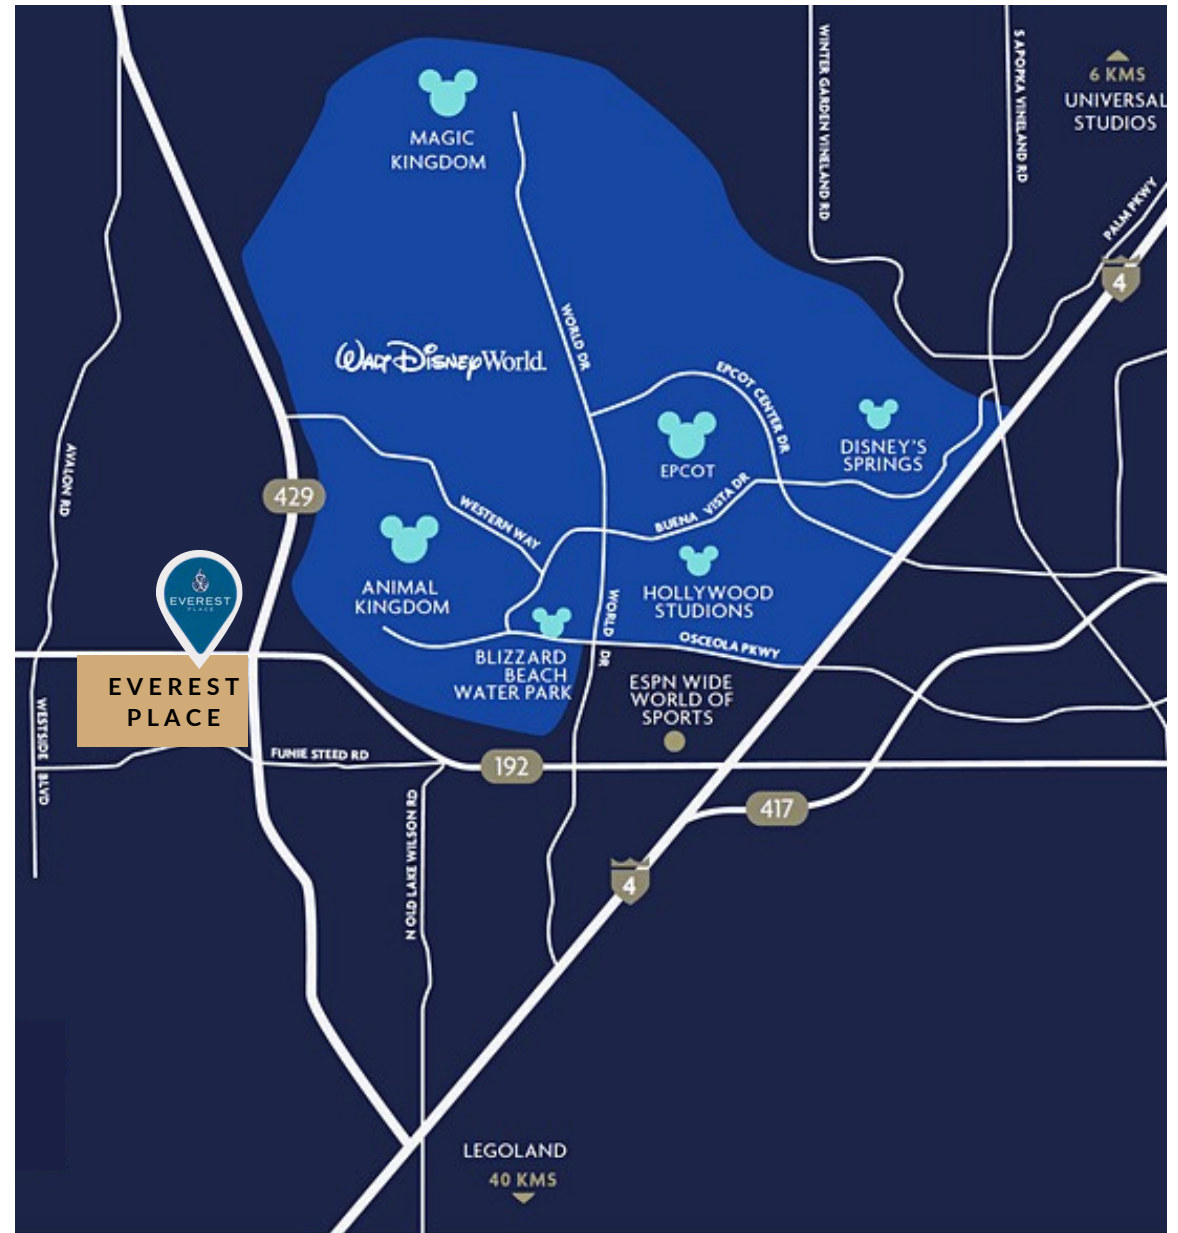 MAGIC
KINGDOM
WINTER GARDEN VINELAND RD
S APOPKA VINELAND RD
6 KMS
UNIVERSAL
STUDIOS
PALM PKWY
4
WORLD DR
WALT DISNEY World.
EPCOT CENTER DR
EPCOT
DISNEY'S
SPRINGS
AVALON RD
429
WESTERN WAY
BUENA VISTA DR
ANIMAL
KINGDOM
HOLLYWOOD
STUDIONS
EVEREST
PLACE
WORLD DR
OSCEOLA PKWY
BLIZZARD
BEACH
WATER PARK
ESPN WIDE
WORLD OF
SPORTS
EVEREST
PLACE
WESTSIDE BLVD
FUNIE STEED RD
192
417
N OLD LAKE WILSON RD
4
LEGOLAND
40 KMS